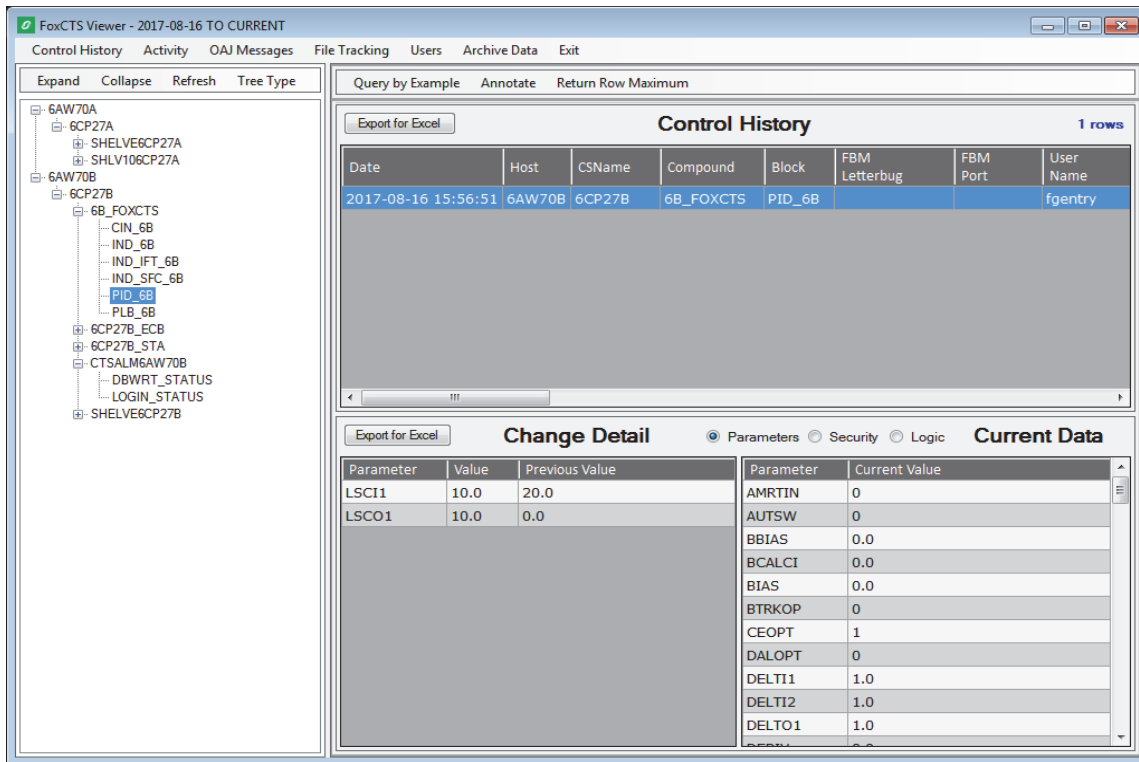 FoxCTS Viewer - 2017-08-16 TO CURRENT
Control History Activity OAJ Messages File Tracking Users Archive Data Exit
Expand Collapse Refresh Tree Type
6AW70A
6CP27A
SHELVE6CP27A
SHLV106CP27A
6AW70B
6CP27B
6B_FOXCTS
CIN_6B
IND_6B
IND_IFT_6B
IND_SFC_6B
PID_6B
PLB_6B
6CP27B_ECB
6CP27B_STA
CTSALM6AW70B
DBWRT_STATUS
LOGIN_STATUS
SHELVE6CP27B
Query by Example Annotate Return Row Maximum
Export for Excel Control History 1 rows
Date Host CSName Compound Block FBM Letterbug FBM Port User Name
2017-08-16 15:56:51 6AW70B 6CP27B 6B_FOXCTS PID_6B fgentry
Export for Excel Change Detail Parameters Security Logic Current Data
Parameter Value Previous Value
LSCI1 10.0 20.0
LSCO1 10.0 0.0
Parameter Current Value
AMRTIN 0
AUTSW 0
BBIAS 0.0
BCALCI 0.0
BIAS 0.0
BTRKOP 0
CEOPT 1
DALOPT 0
DELTI1 1.0
DELTI2 1.0
DELTO1 1.0